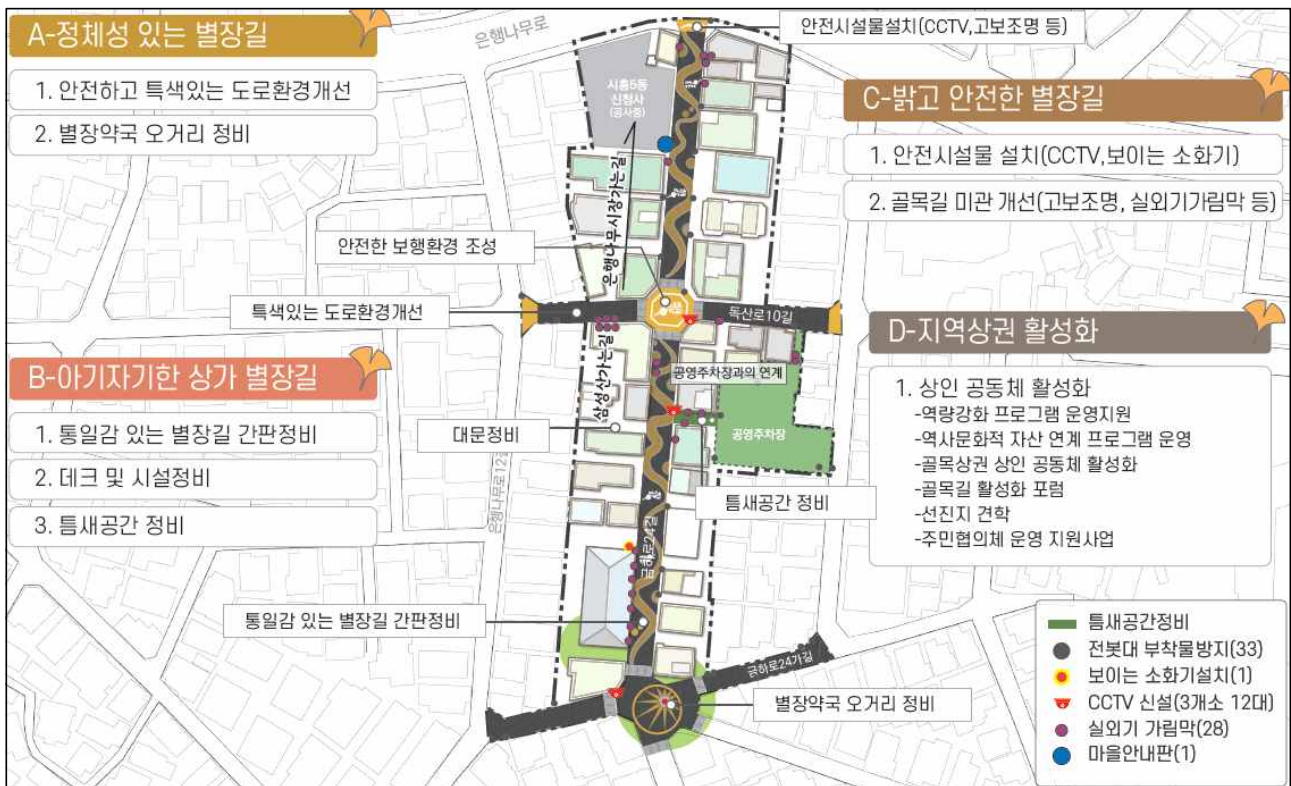 A-정체성 있는 별장길
1. 안전하고 특색있는 도로환경개선
2. 별장약국 오거리 정비
B-아기자기한 상가 별장길
1. 통일감 있는 별장길 간판정비
2. 데크 및 시설정비
3. 틈새공간 정비
은행나무로
시흥5동
신청사
(공사중)
은행나무시장가는길
안전한 보행환경 조성
특색있는 도로환경개선
독산로10길
삼성산가는길
공영주차장과의 연계
대문정비
공영주차장
은행나무로12길
틈새공간 정비
금하로24길
통일감 있는 별장길 간판정비
금하로24가길
별장약국 오거리 정비
안전시설물설치(CCTV,고보조명 등)
C-밝고 안전한 별장길
1. 안전시설물 설치(CCTV,보이는 소화기)
2. 골목길 미관 개선(고보조명, 실외기가림막 등)
D-지역상권 활성화
1. 상인 공동체 활성화
-역량강화 프로그램 운영지원
-역사문화적 자산 연계 프로그램 운영
-골목상권 상인 공동체 활성화
-골목길 활성화 포럼
-선진지 견학
-주민협의체 운영 지원사업
틈새공간정비
전봇대 부착물방지(33)
보이는 소화기설치(1)
CCTV 신설(3개소 12대)
실외기 가림막(28)
마을안내판(1)